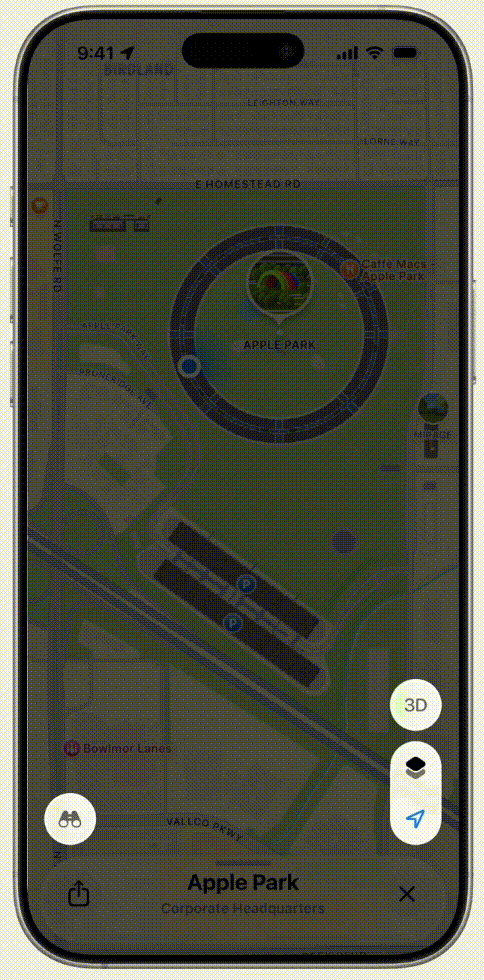 9:41
BIRDLAND
LEIGHTON WAY
LORNE WAY
E HOMESTEAD RD
N WOLFE RD
Caffè Macs -
Apple Park
APPLE PARK
APPLE PARK WAY
PRUNERIDGE AVE
MIRAGE
P
P
3D
Bowlmor Lanes
VALLCO PKWY
N
Apple Park
Corporate Headquarters